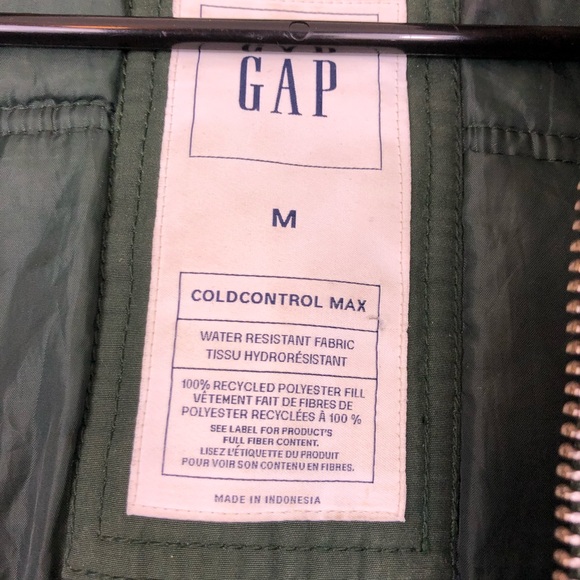 GAP
M
COLDCONTROL MAX
WATER RESISTANT FABRIC
TISSU HYDRORÉSISTANT
100% RECYCLED POLYESTER FILL
VÊTEMENT FAIT DE FIBRES DE
POLYESTER RECYCLÉES À 100 %
SEE LABEL FOR PRODUCT'S
FULL FIBER CONTENT.
LISEZ L'ÉTIQUETTE DU PRODUIT
POUR VOIR SON CONTENU EN FIBRES.
MADE IN INDONESIA